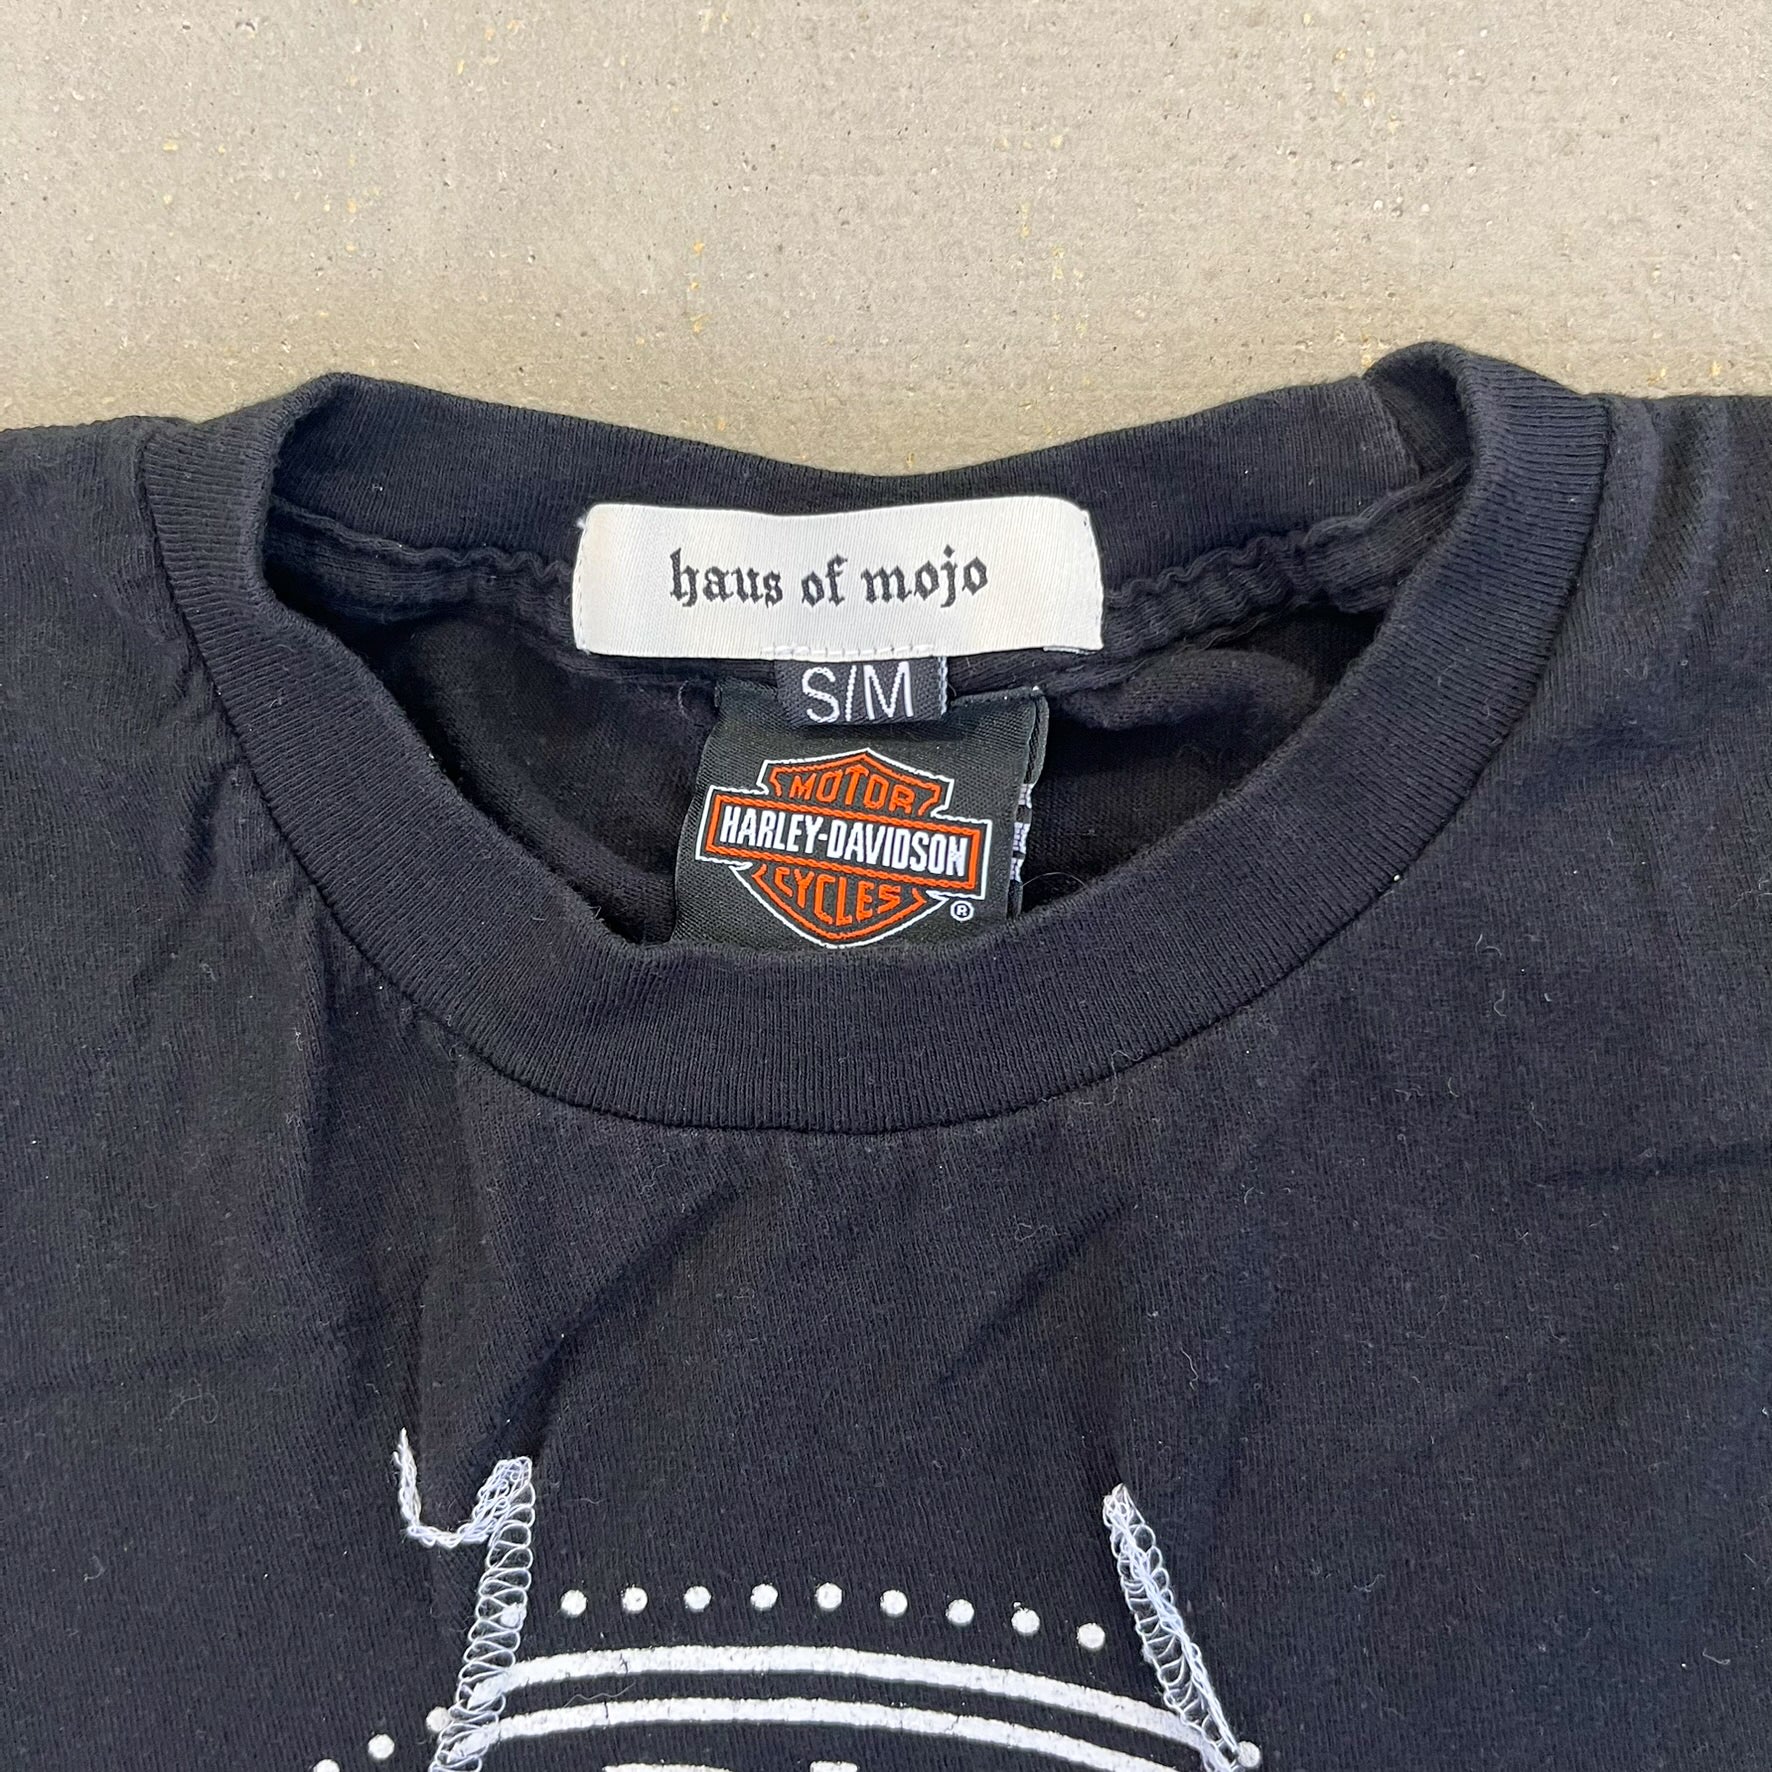 haus of mojo
S/M
MOTOR
HARLEY-DAVIDSON
CYCLES
®